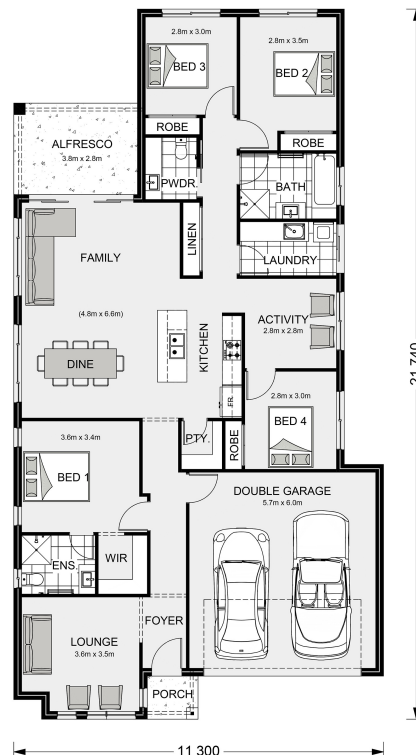 2.8m x 3.0m
BED 3
2.8m x 3.5m
BED 2
ROBE
ROBE
ALFRESCO
3.8m x 2.8m
PWDR.
BATH
LINEN
LAUNDRY
FAMILY
(4.8m x 6.6m)
KITCHEN
ACTIVITY
2.8m x 2.8m
DINE
FR.
2.8m x 3.0m
BED 4
PTY.
ROBE
3.6m x 3.4m
BED 1
DOUBLE GARAGE
5.7m x 6.0m
ENS.
WIR
FOYER
LOUNGE
3.6m x 3.5m
PORCH
21 740
11 300